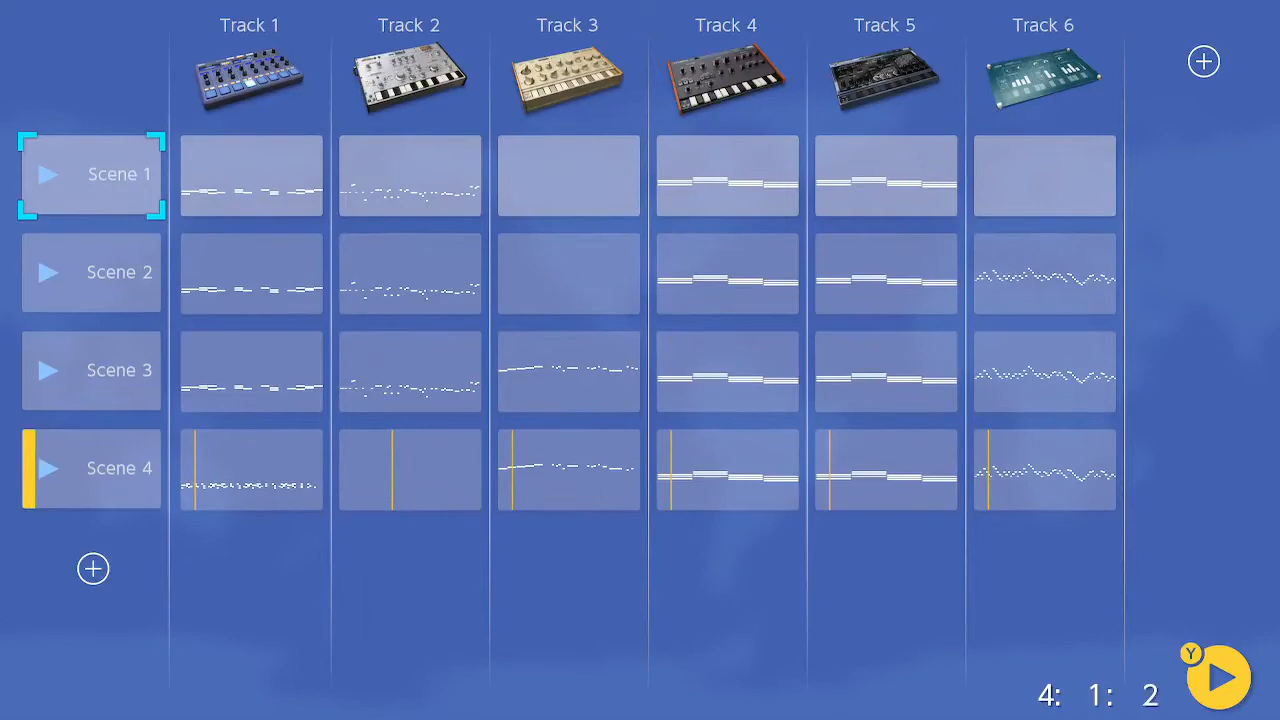 Track 1 Track 2 Track 3 Track 4 Track 5 Track 6
Scene 1
Scene 2
Scene 3
Scene 4
Y
4: 1: 2